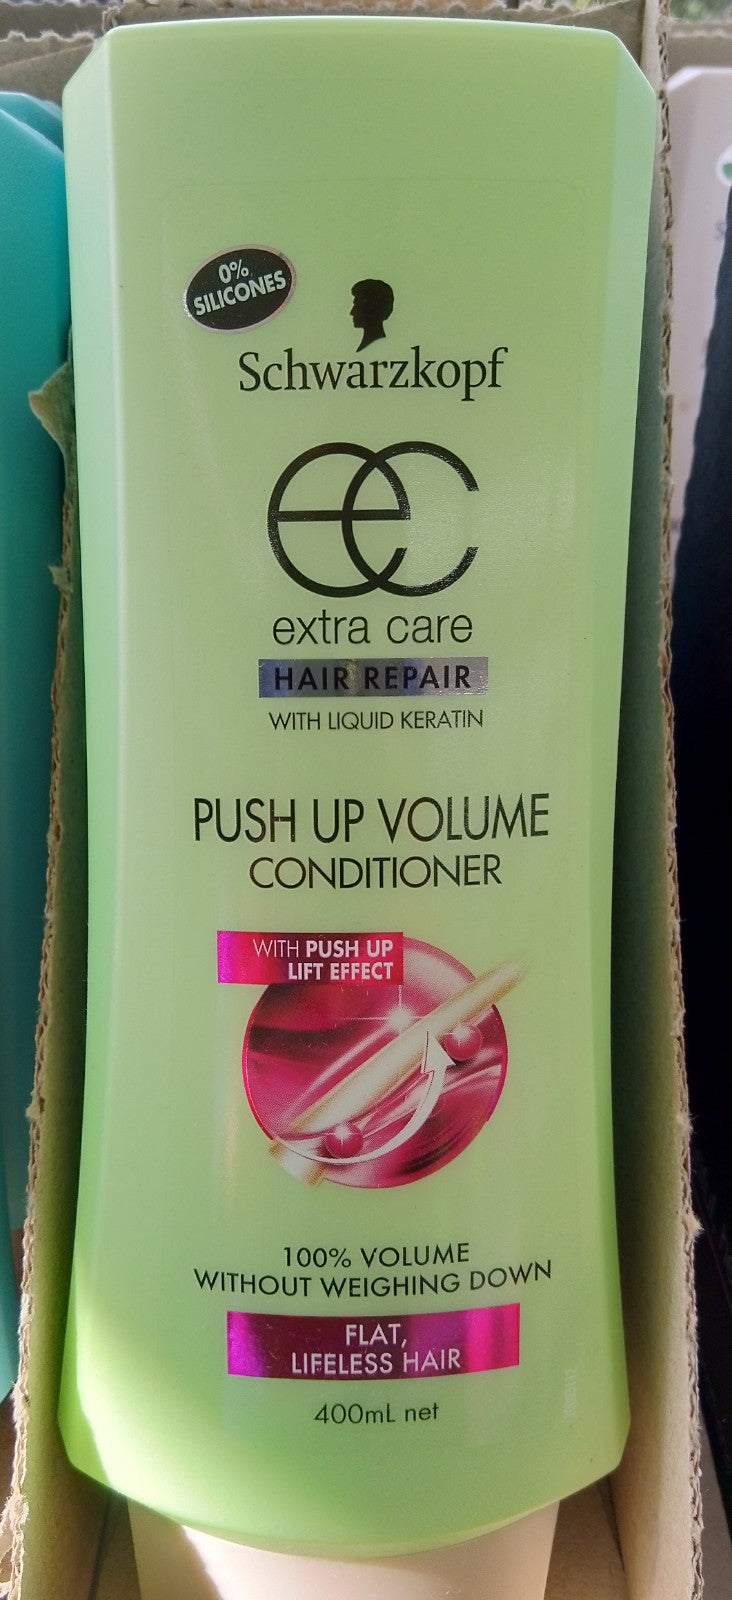 0%
SILICONES
Schwarzkopf
ec
extra care
HAIR REPAIR
WITH LIQUID KERATIN
PUSH UP VOLUME
CONDITIONER
WITH PUSH UP
LIFT EFFECT
100% VOLUME
WITHOUT WEIGHING DOWN
FLAT,
LIFELESS HAIR
400mL net